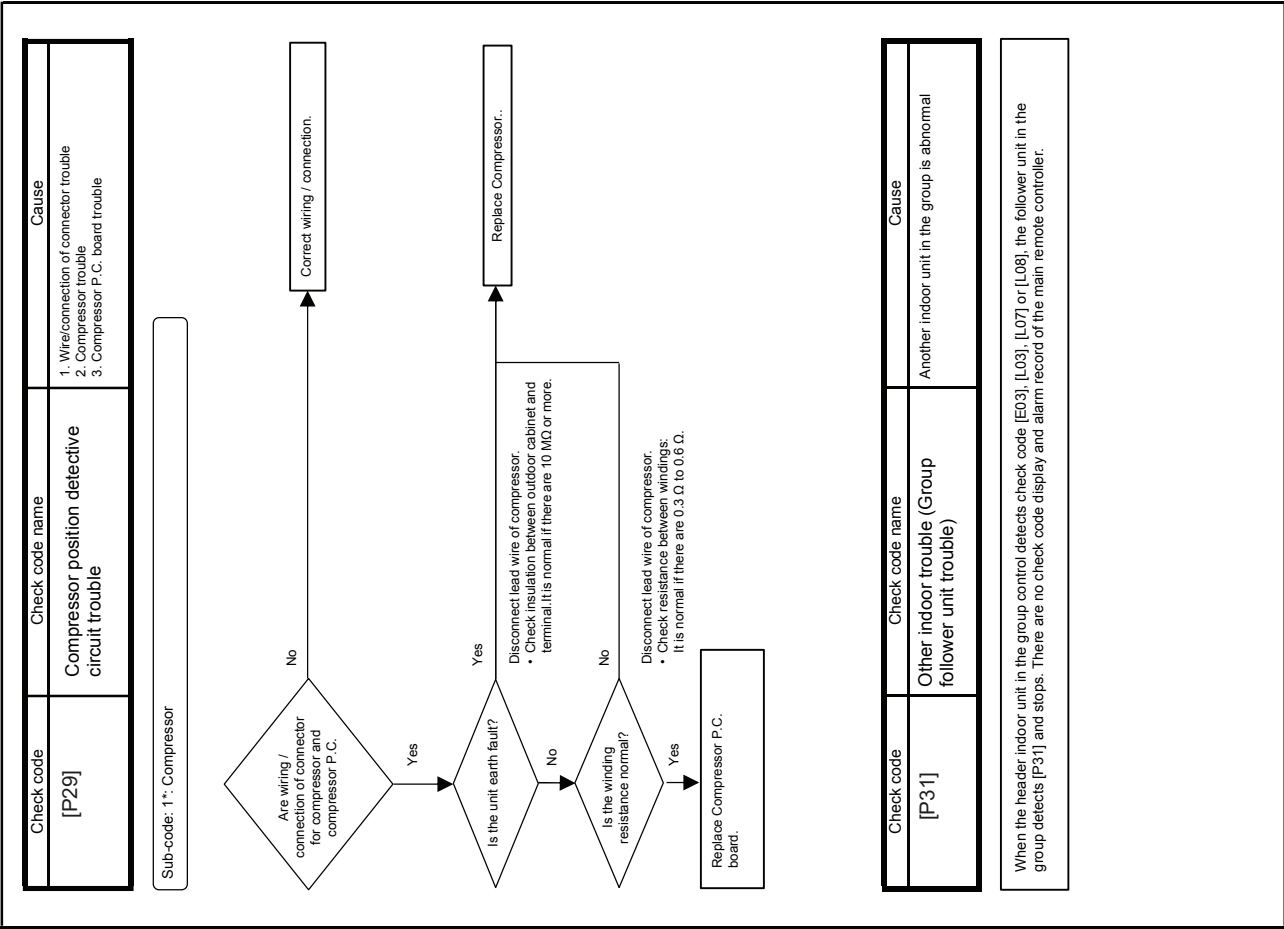 Check code
Check code name
Cause
[P29]
Compressor position detective
circuit trouble
1. Wire/connection of connector trouble
2. Compressor trouble
3. Compressor P.C. board trouble
Sub-code: 1*: Compressor
Are wiring /
connection of connector
for compressor and
compressor P.C.
No
Correct wiring / connection.
Yes
Is the unit earth fault?
Yes
Replace Compressor..
Disconnect lead wire of compressor.
• Check insulation between outdoor cabinet and
terminal.It is normal if there are 10 MΩ or more.
No
Is the winding
resistance normal?
No
Disconnect lead wire of compressor.
• Check resistance between windings:
It is normal if there are 0.3 Ω to 0.6 Ω.
Yes
Replace Compressor P.C.
board.
Check code
Check code name
Cause
[P31]
Other indoor trouble (Group
follower unit trouble)
Another indoor unit in the group is abnormal
When the header indoor unit in the group control detects check code [E03], [L03], [L07] or [L08], the follower unit in the
group detects [P31] and stops. There are no check code display and alarm record of the main remote controller.